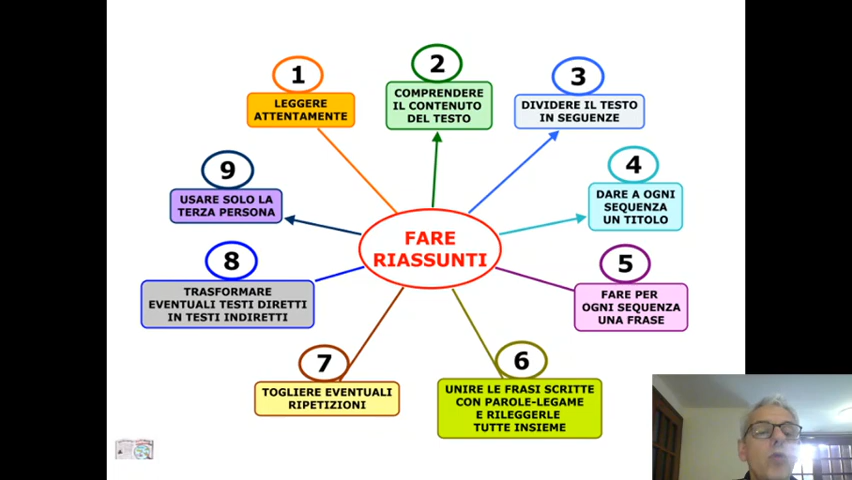 1
LEGGERE
ATTENTAMENTE
2
COMPRENDERE
IL CONTENUTO
DEL TESTO
3
DIVIDERE IL TESTO
IN SEGUENZE
4
DARE A OGNI
SEQUENZA
UN TITOLO
5
FARE PER
OGNI SEQUENZA
UNA FRASE
6
UNIRE LE FRASI SCRITTE
CON PAROLE-LEGAME
E RILEGGERLE
TUTTE INSIEME
7
TOGLIERE EVENTUALI
RIPETIZIONI
8
TRASFORMARE
EVENTUALI TESTI DIRETTI
IN TESTI INDIRETTI
9
USARE SOLO LA
TERZA PERSONA
FARE
RIASSUNTI